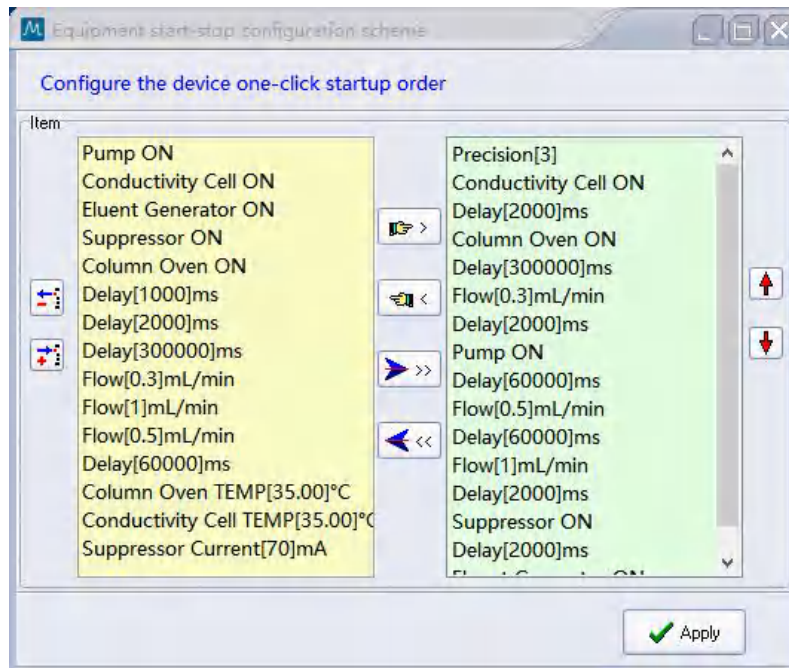 Equipment start-stop configuration scheme
Configure the device one-click startup order
Item
Pump ON
Conductivity Cell ON
Eluent Generator ON
Suppressor ON
Column Oven ON
Delay[1000]ms
Delay[2000]ms
Delay[300000]ms
Flow[0.3]mL/min
Flow[1]mL/min
Flow[0.5]mL/min
Delay[60000]ms
Column Oven TEMP[35.00]°C
Conductivity Cell TEMP[35.00]°C
Suppressor Current[70]mA
>
<
>>
<<
Precision[3]
Conductivity Cell ON
Delay[2000]ms
Column Oven ON
Delay[300000]ms
Flow[0.3]mL/min
Delay[2000]ms
Pump ON
Delay[60000]ms
Flow[0.5]mL/min
Delay[60000]ms
Flow[1]mL/min
Delay[2000]ms
Suppressor ON
Delay[2000]ms
Apply